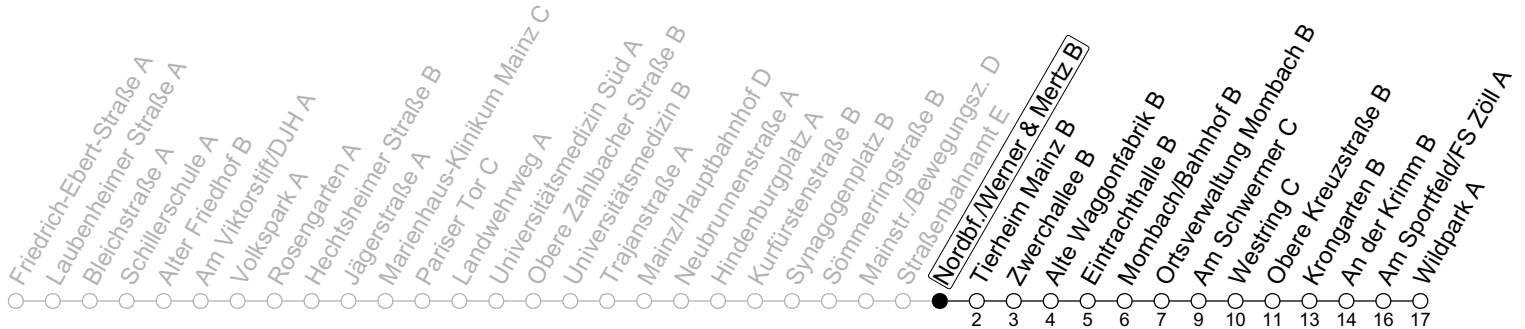 Friedrich-Ebert-Straße A
Laubenheimer Straße A
Bleichstraße A
Schillerschule A
Alter Friedhof B
Am Viktorstift/DJH A
Volkspark A
Rosengarten A
Hechtsheimer Straße B
Jägerstraße A
Marienhaus-Klinikum Mainz C
Pariser Tor C
Landwehrweg A
Universitätsmedizin Süd A
Obere Zahlbacher Straße B
Universitätsmedizin B
Trajanstraße A
Mainz/Hauptbahnhof D
Neubrunnenstraße A
Hindenburgplatz A
Kurfürstenstraße B
Synagogenplatz B
Sömmerringstraße B
Mainstr./Bewegungsz. D
Straßenbahnamt E
Nordbf./Werner & Mertz B
Tierheim Mainz B
Zwerchallee B
Alte Waggonfabrik B
Eintrachthalle B
Mombach/Bahnhof B
Ortsverwaltung Mombach B
Am Schwermer C
Westring C
Obere Kreuzstraße B
Krongarten B
An der Krimm B
Am Sportfeld/FS Zöll A
Wildpark A
2 3 4 5 6 7 9 10 11 13 14 16 17